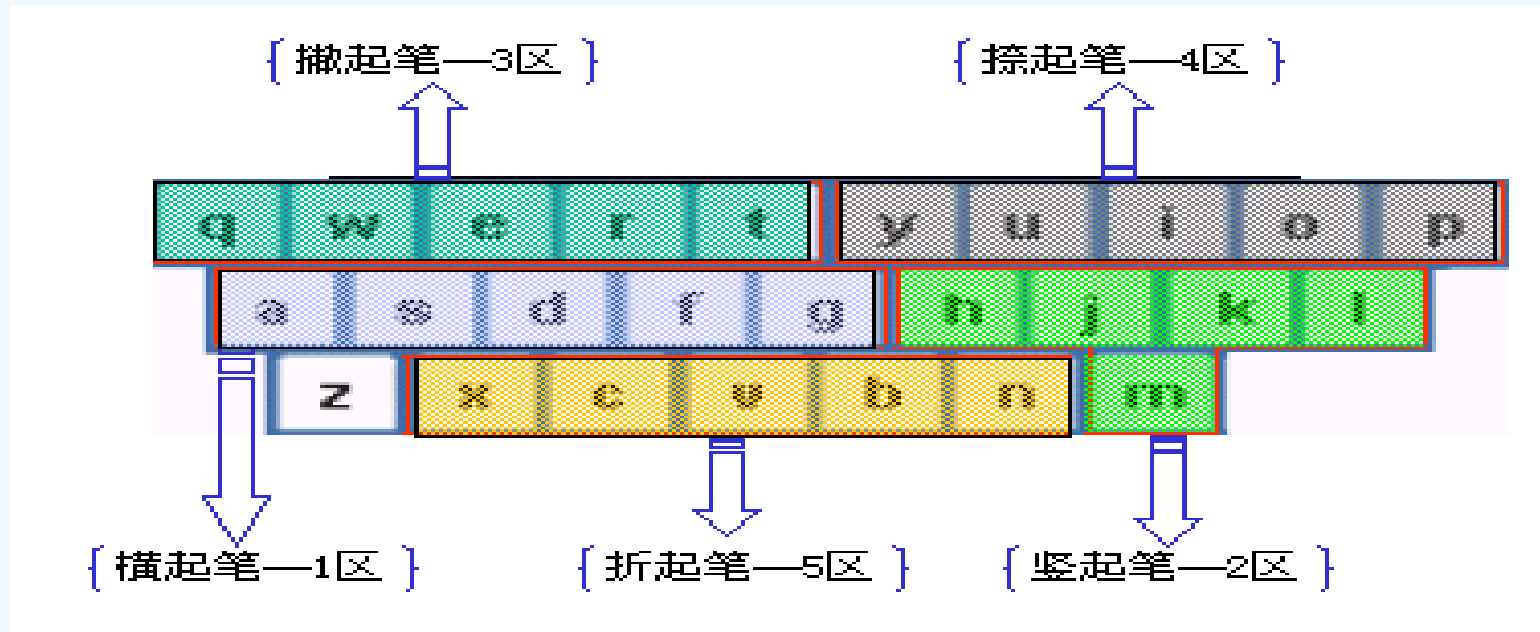 { 撇起笔—3区 } { 捺起笔—4区 }
q w e r t y u i o p
a s d f g h j k l
z x c v b n m
{ 横起笔—1区 } { 折起笔—5区 } { 竖起笔—2区 }